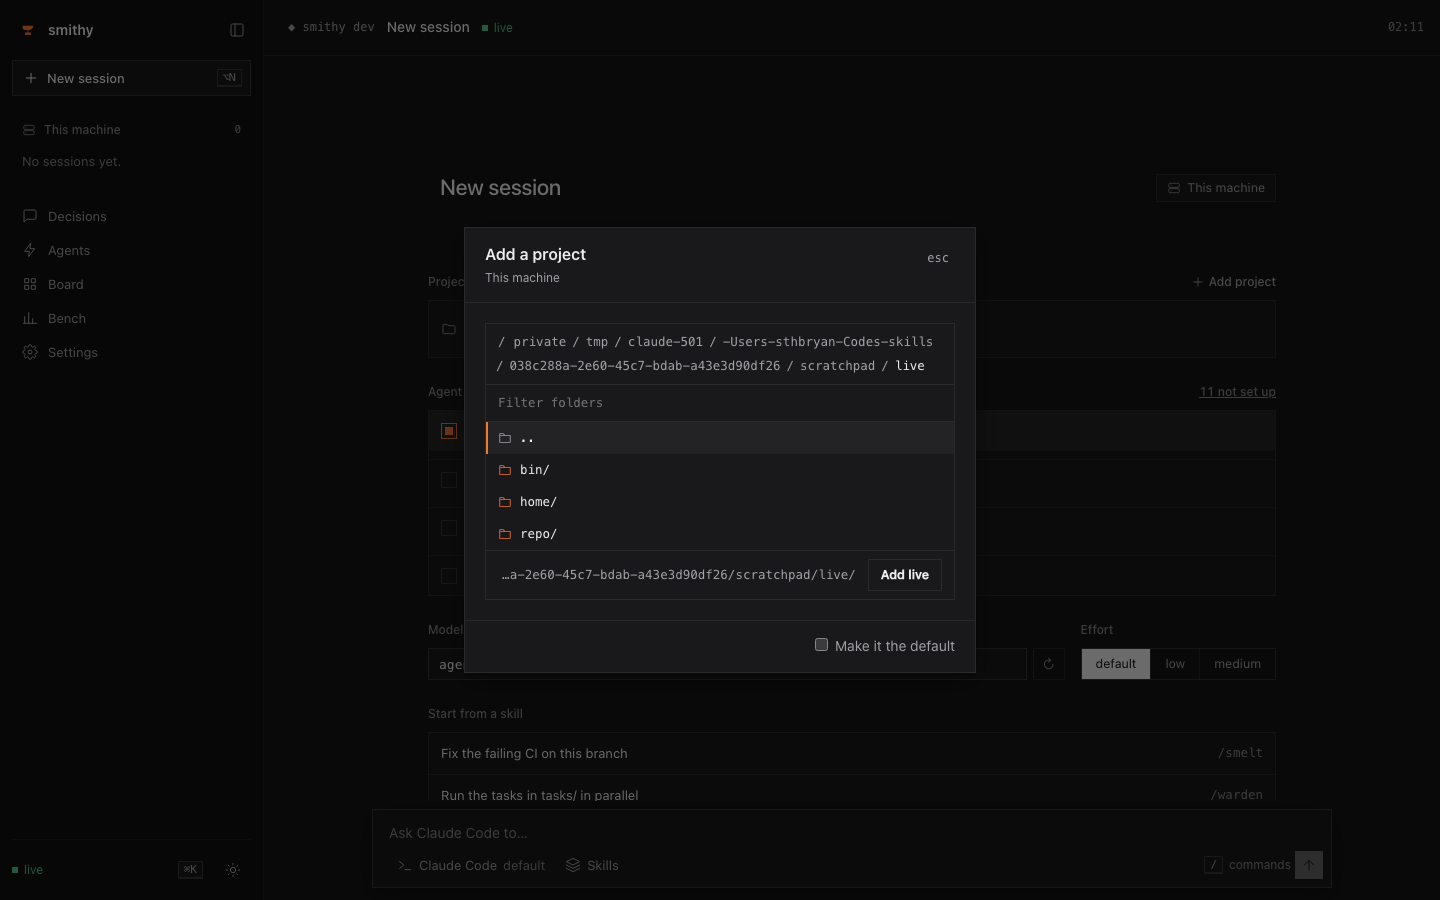 smithy
New session
⌥N
This machine
0
No sessions yet.
Decisions
Agents
Board
Bench
Settings
live
⌘K
◆ smithy dev New session live
02:11
New session
This machine
Projec
+ Add project
Agent
11 not set up
Add a project
esc
This machine
/ private / tmp / claude-501 / -Users-sthbryan-Codes-skills
/ 038c288a-2e60-45c7-bdab-a43e3d90df26 / scratchpad / live
Filter folders
..
bin/
home/
repo/
…a-2e60-45c7-bdab-a43e3d90df26/scratchpad/live/
Add live
Make it the default
Model
Effort
age
default
low
medium
Start from a skill
Fix the failing CI on this branch
/smelt
Run the tasks in tasks/ in parallel
/warden
Ask Claude Code to…
Claude Code default
Skills
/ commands